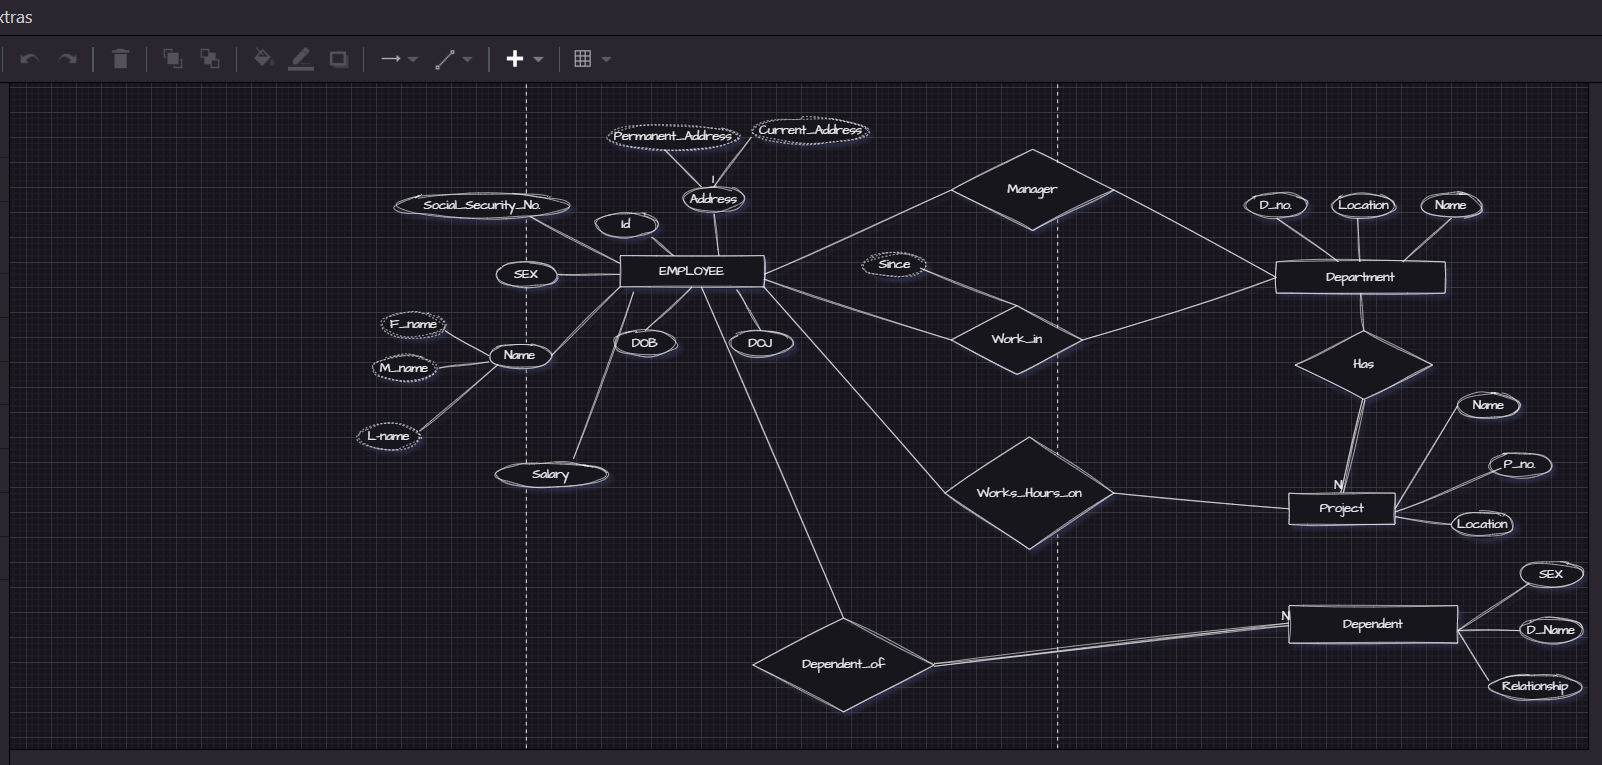 xtras
Permanent_Address
Current_Address
1
Address
Social_Security_No.
Id
SEX
EMPLOYEE
F_name
M_name
L-name
Name
DOB
DOJ
Salary
Manager
Since
Work_in
Works_Hours_on
Dependent_of
D_no.
Location
Name
Department
Has
N
Project
Name
P_no.
Location
N
Dependent
SEX
D_Name
Relationship